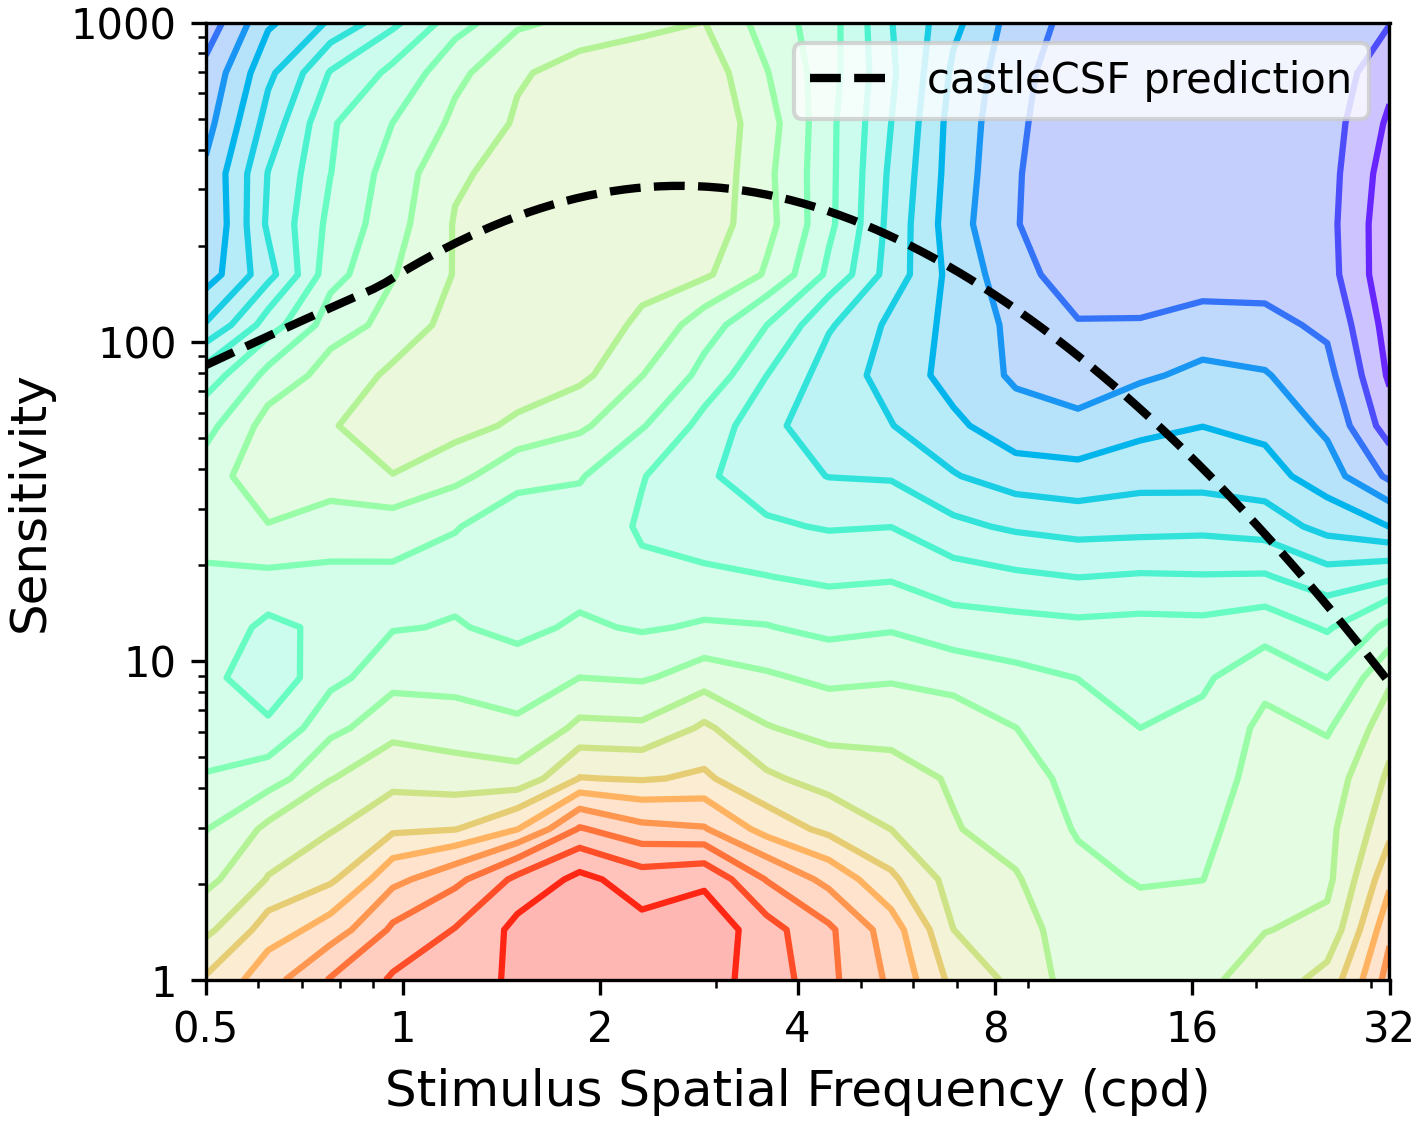 1000
castleCSF prediction
100
Sensitivity
10
1
0.5 1 2 4 8 16 32
Stimulus Spatial Frequency (cpd)